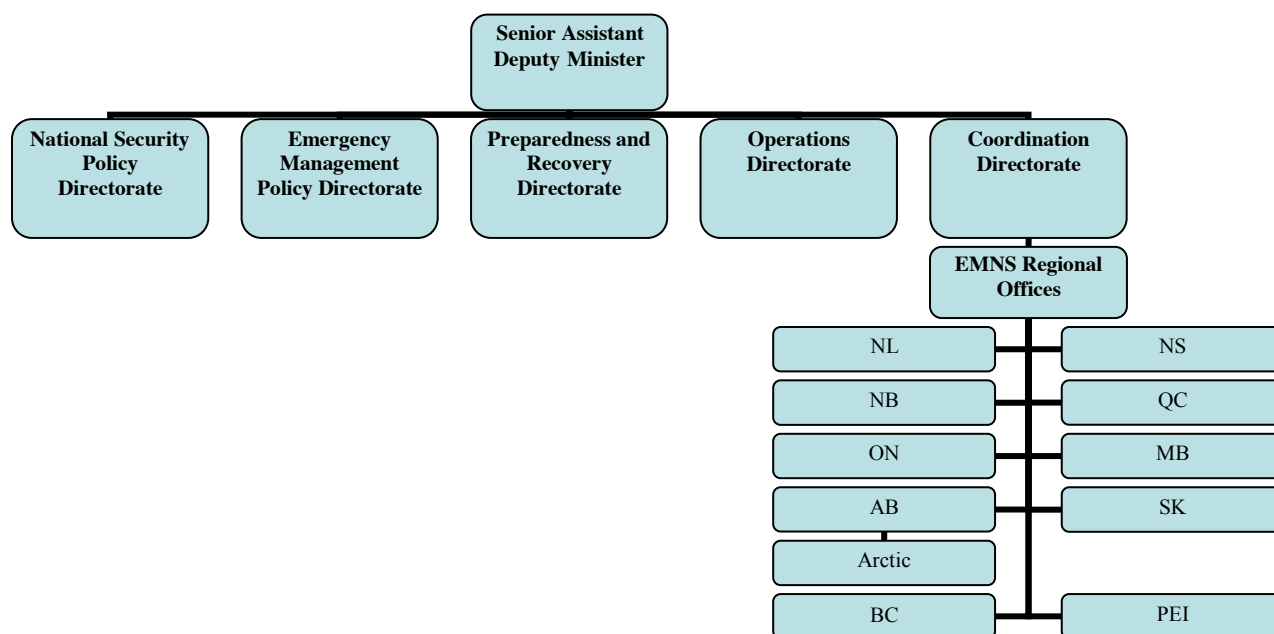 Senior Assistant
Deputy Minister
National Security
Policy
Directorate
Emergency
Management
Policy Directorate
Preparedness and
Recovery
Directorate
Operations
Directorate
Coordination
Directorate
EMNS Regional
Offices
NL
NS
NB
QC
ON
MB
AB
SK
Arctic
BC
PEI